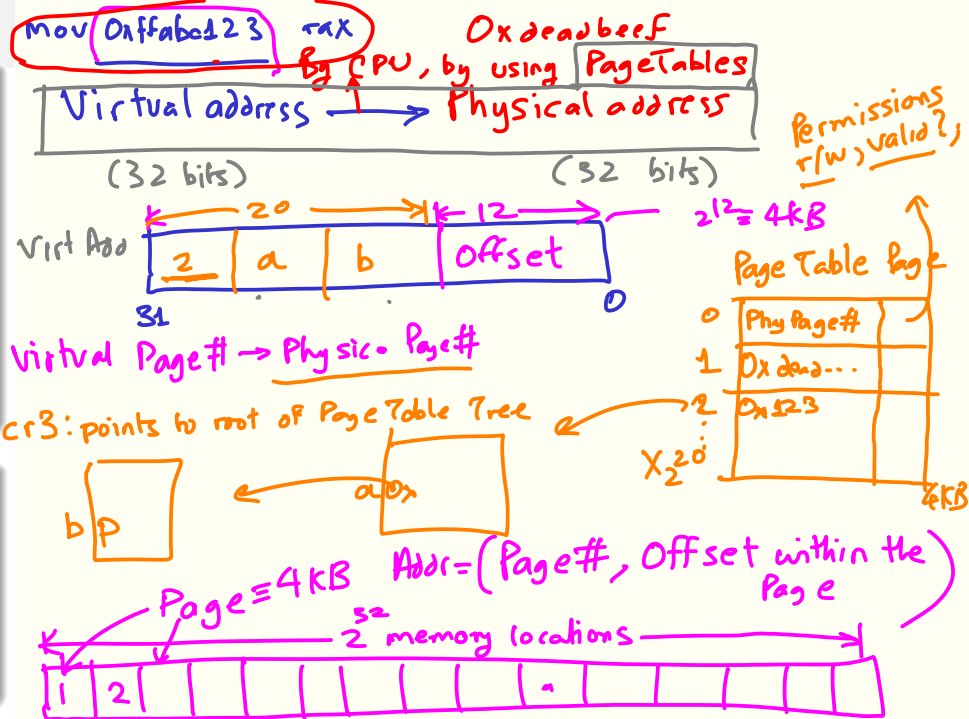 mov 0xffabc123 rax
0xdeadbeef
By CPU, by using PageTables
Virtual address → Physical address
(32 bits) (32 bits)
Permissions
r/w, valid?,
20 12 2^12 = 4kB
Virt Add 2 a b Offset
31 0
Page Table Page
0 Phy Page#
1 0x dead...
2 0x123
X 2^20
4kB
Virtual Page# → Physic. Page#
cr3: points to root of Page Table Tree
a 0x
b P
Page = 4kB
Addr = (Page#, Offset within the Page)
2^32 memory locations
1 2